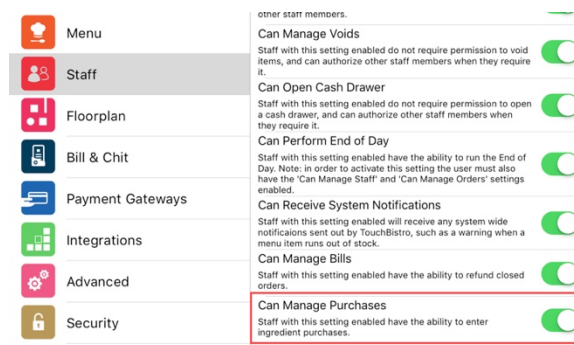 Menu
Staff
Floorplan
Bill & Chit
Payment Gateways
Integrations
Advanced
Security
other staff members.
Can Manage Voids
Staff with this setting enabled do not require permission to void
items, and can authorize other staff members when they require
it.
Can Open Cash Drawer
Staff with this setting enabled do not require permission to open
a cash drawer, and can authorize other staff members when
they require it.
Can Perform End of Day
Staff with this setting enabled have the ability to run the End of
Day. Note: in order to activate this setting the user must also
have the 'Can Manage Staff' and 'Can Manage Orders' settings
enabled.
Can Receive System Notifications
Staff with this setting enabled will receive any system wide
notificaions sent out by TouchBistro, such as a warning when a
menu item runs out of stock.
Can Manage Bills
Staff with this setting enabled have the ability to refund closed
orders.
Can Manage Purchases
Staff with this setting enabled have the ability to enter
ingredient purchases.